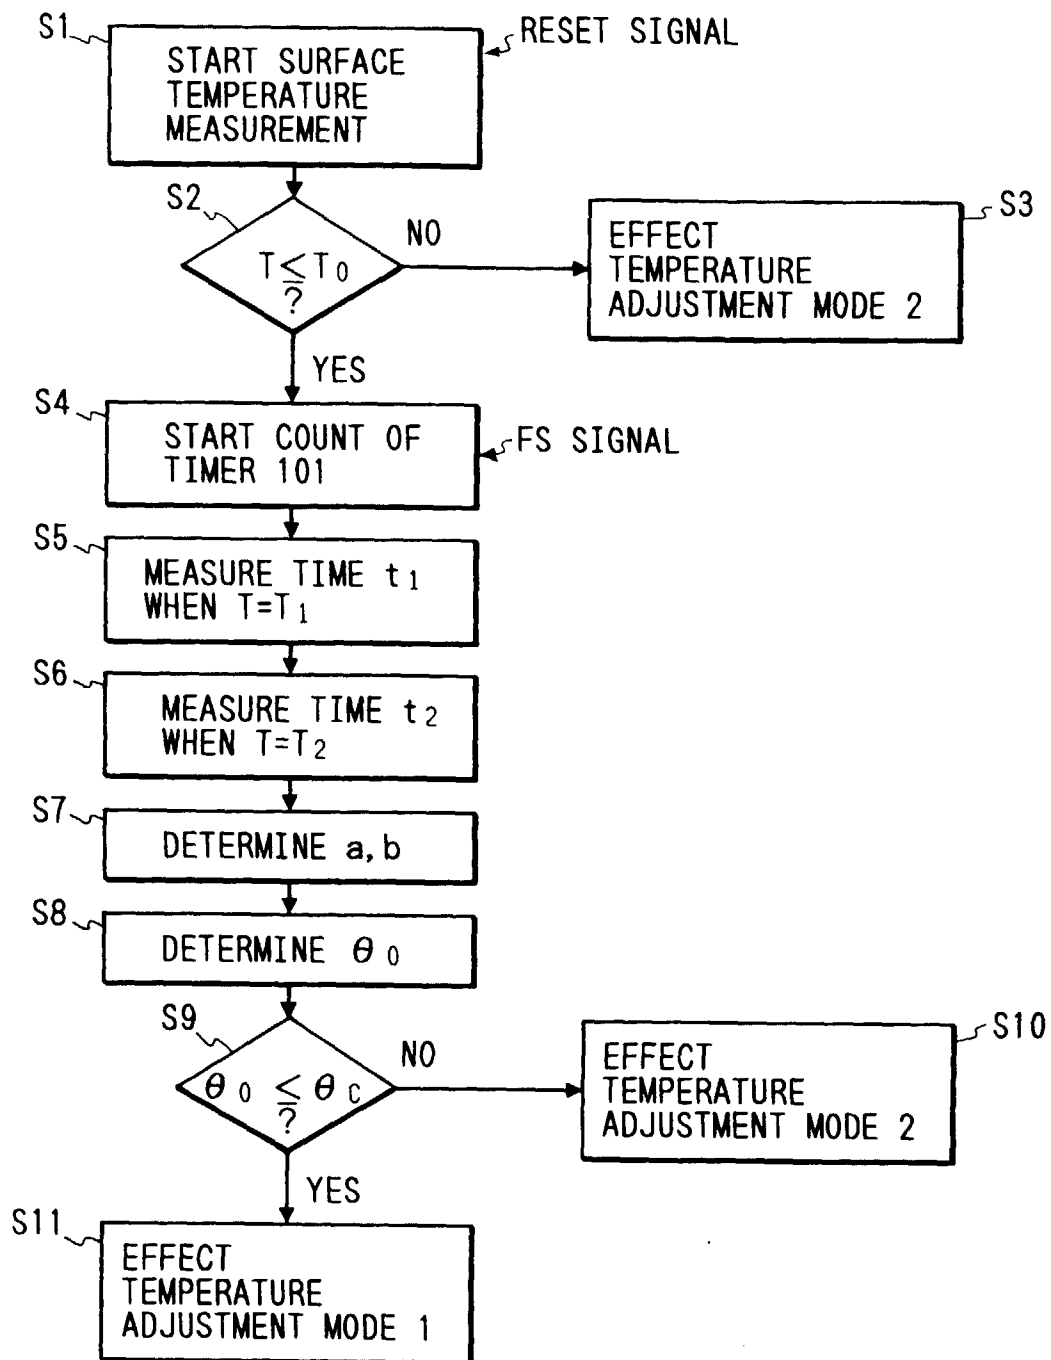 S1
RESET SIGNAL
START SURFACE
TEMPERATURE
MEASUREMENT
S2
T ≤ T0
?
NO
S3
EFFECT
TEMPERATURE
ADJUSTMENT MODE 2
YES
S4
START COUNT OF
TIMER 101
FS SIGNAL
S5
MEASURE TIME t1
WHEN T=T1
S6
MEASURE TIME t2
WHEN T=T2
S7
DETERMINE a,b
S8
DETERMINE θ0
S9
θ0 ≤ θC
?
NO
S10
EFFECT
TEMPERATURE
ADJUSTMENT MODE 2
YES
S11
EFFECT
TEMPERATURE
ADJUSTMENT MODE 1